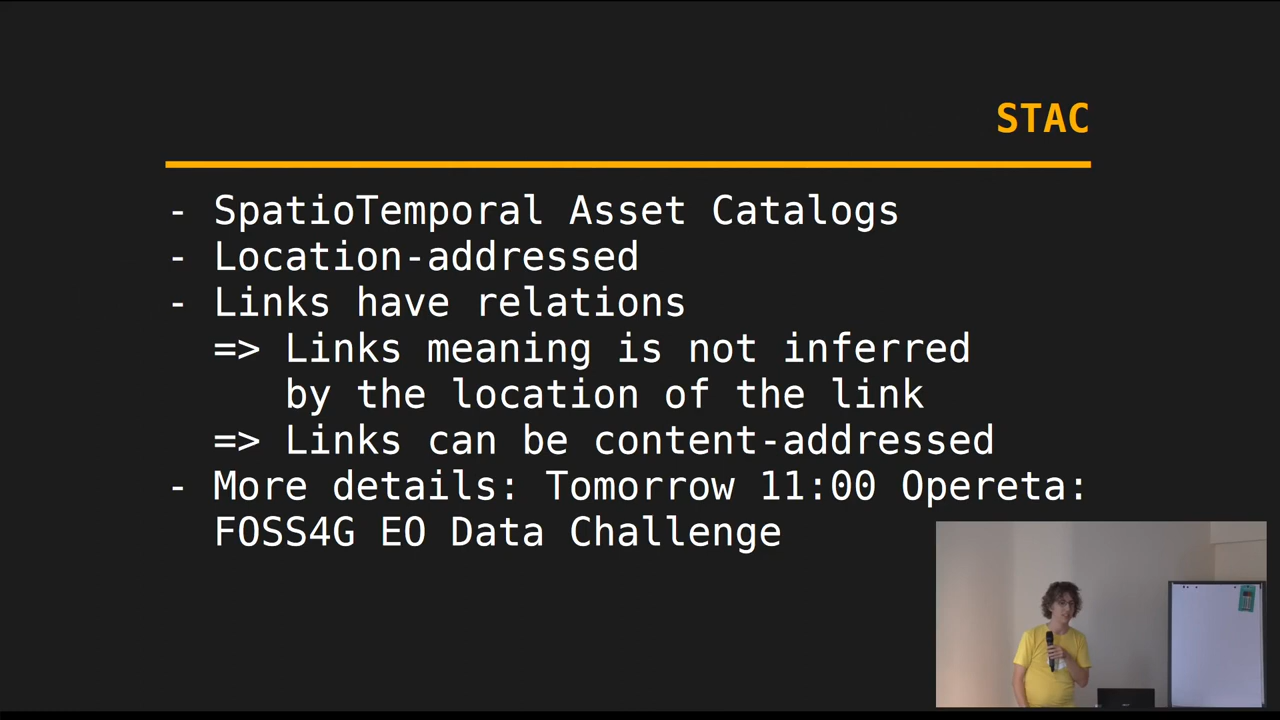 STAC
- SpatioTemporal Asset Catalogs
- Location-addressed
- Links have relations
=> Links meaning is not inferred
by the location of the link
=> Links can be content-addressed
- More details: Tomorrow 11:00 Opereta:
FOSS4G EO Data Challenge